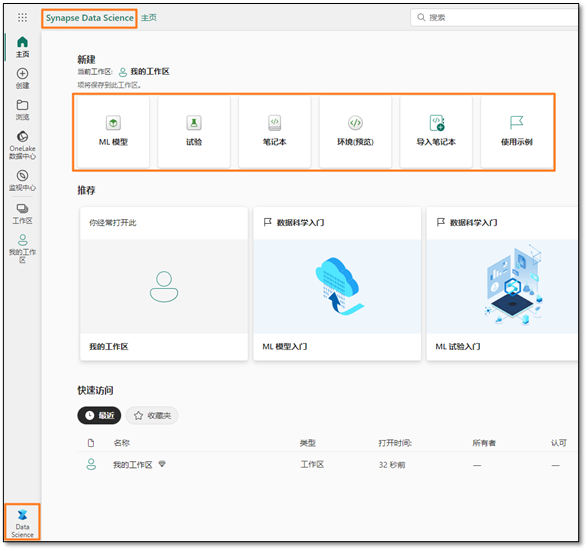 Synapse Data Science 主页
搜索
主页
创建
浏览
OneLake
数据中心
监视中心
工作区
我的工作
区
Data
Science
新建
当前工作区: 我的工作区
项将保存到此工作区。
ML 模型
试验
笔记本
环境(预览)
导入笔记本
使用示例
推荐
你经常打开此
我的工作区
数据科学入门
ML 模型入门
数据科学入门
ML 试验入门
快速访问
最近
收藏夹
名称 类型 打开时间: 所有者 认可
我的工作区 工作区 32 秒前 — —